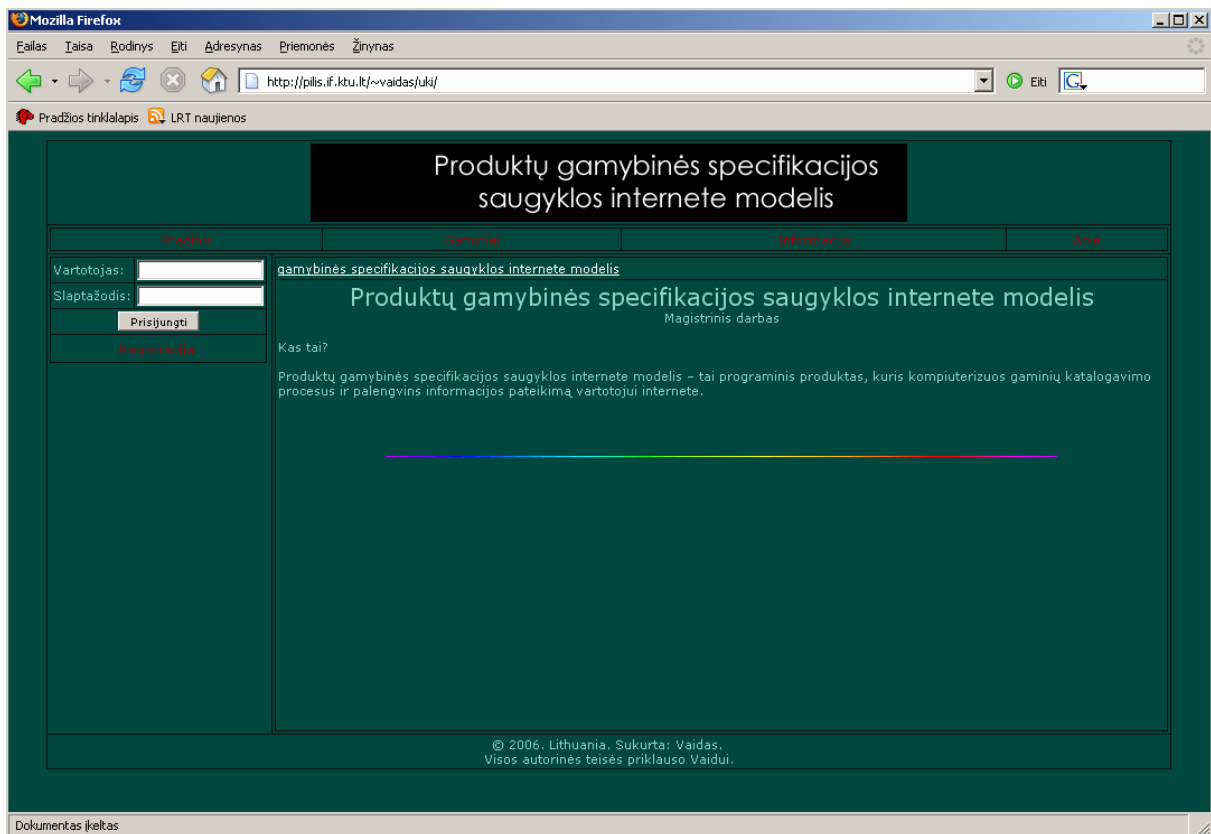 Mozilla Firefox
Failas Taisa Rodinys Eiti Adresynas Priemonės Žinynas
http://pilis.if.ktu.lt/~vaidas/uki/ Eiti G
Pradžios tinklalapis LRT naujienos
Produktų gamybinės specifikacijos
saugyklos internete modelis
Pradinis Gaminiai Informacija Apie
Vartotojas:
Slaptažodis:
Prisijungti
Registracija
gamybinės specifikacijos saugyklos internete modelis
Produktų gamybinės specifikacijos saugyklos internete modelis
Magistrinis darbas
Kas tai?
Produktų gamybinės specifikacijos saugyklos internete modelis – tai programinis produktas, kuris kompiuterizuos gaminių katalogavimo
procesus ir palengvins informacijos pateikimą vartotojui internete.
© 2006. Lithuania. Sukurta: Vaidas.
Visos autorinės teisės priklauso Vaidui.
Dokumentas įkeltas